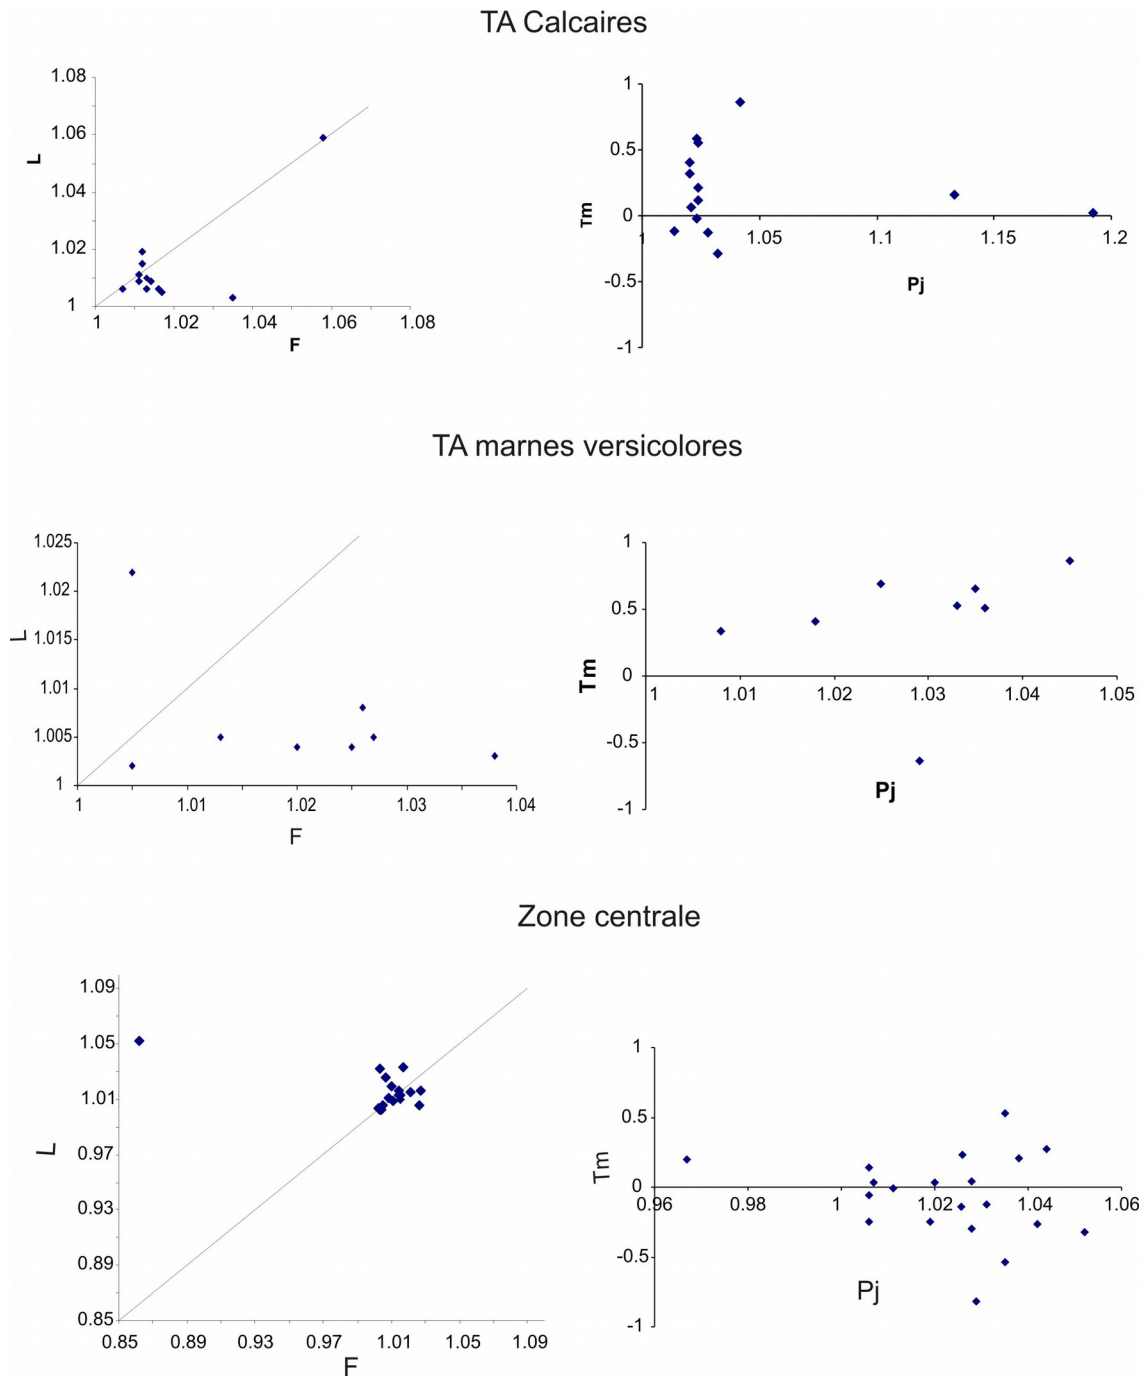 TA Calcaires
1.08
1.06
1.04
1.02
1
L
1 1.02 1.04 1.06 1.08
F
1
0.5
0
-0.5
-1
Tm
1 1.05 1.1 1.15 1.2
Pj
TA marnes versicolores
1.025
1.02
1.015
1.01
1.005
1
L
1 1.01 1.02 1.03 1.04
F
1
0.5
0
-0.5
-1
Tm
1 1.01 1.02 1.03 1.04 1.05
Pj
Zone centrale
1.09
1.05
1.01
0.97
0.93
0.89
0.85
L
0.85 0.89 0.93 0.97 1.01 1.05 1.09
F
1
0.5
0
-0.5
-1
Tm
0.96 0.98 1 1.02 1.04 1.06
Pj